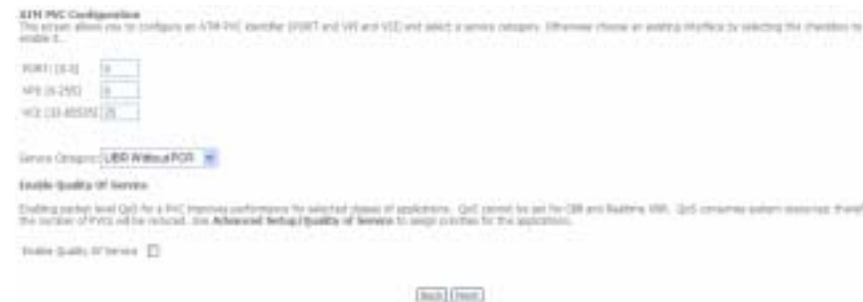 ATM PVC Configuration
This screen allows you to configure an ATM PVC identifier (PORT and VPI and VCI) and select a service category. Otherwise choose an existing interface by selecting the checkbox to
enable it.
PORT: [0-3]
VPI: [0-255]
VCI: [32-65535]
Service Category: UBR Without PCR
Enable Quality Of Service
Enabling packet level QoS for a PVC improves performance for selected classes of applications. QoS cannot be set for CBR and Realtime VBR. QoS consumes system resources; therefo
the number of PVCs will be reduced. Use Advanced Setup/Quality of Service to assign priorities for the applications.
Enable Quality Of Service
Back Next